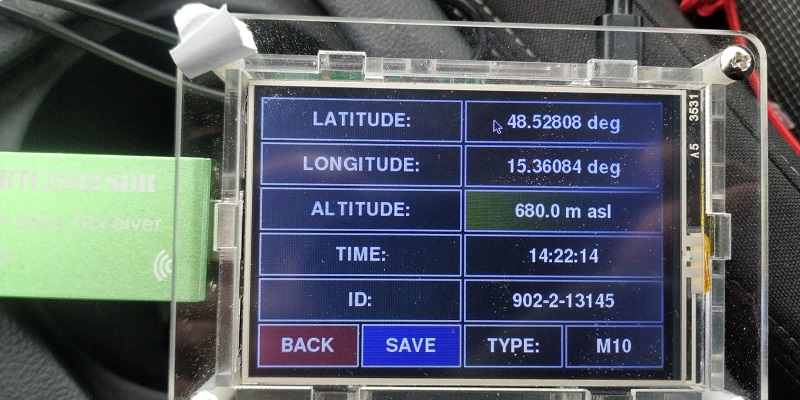 LATITUDE: 48.52808 deg
LONGITUDE: 15.36084 deg
ALTITUDE: 680.0 m asl
TIME: 14:22:14
ID: 902-2-13145
BACK SAVE TYPE: M10
A5 3531